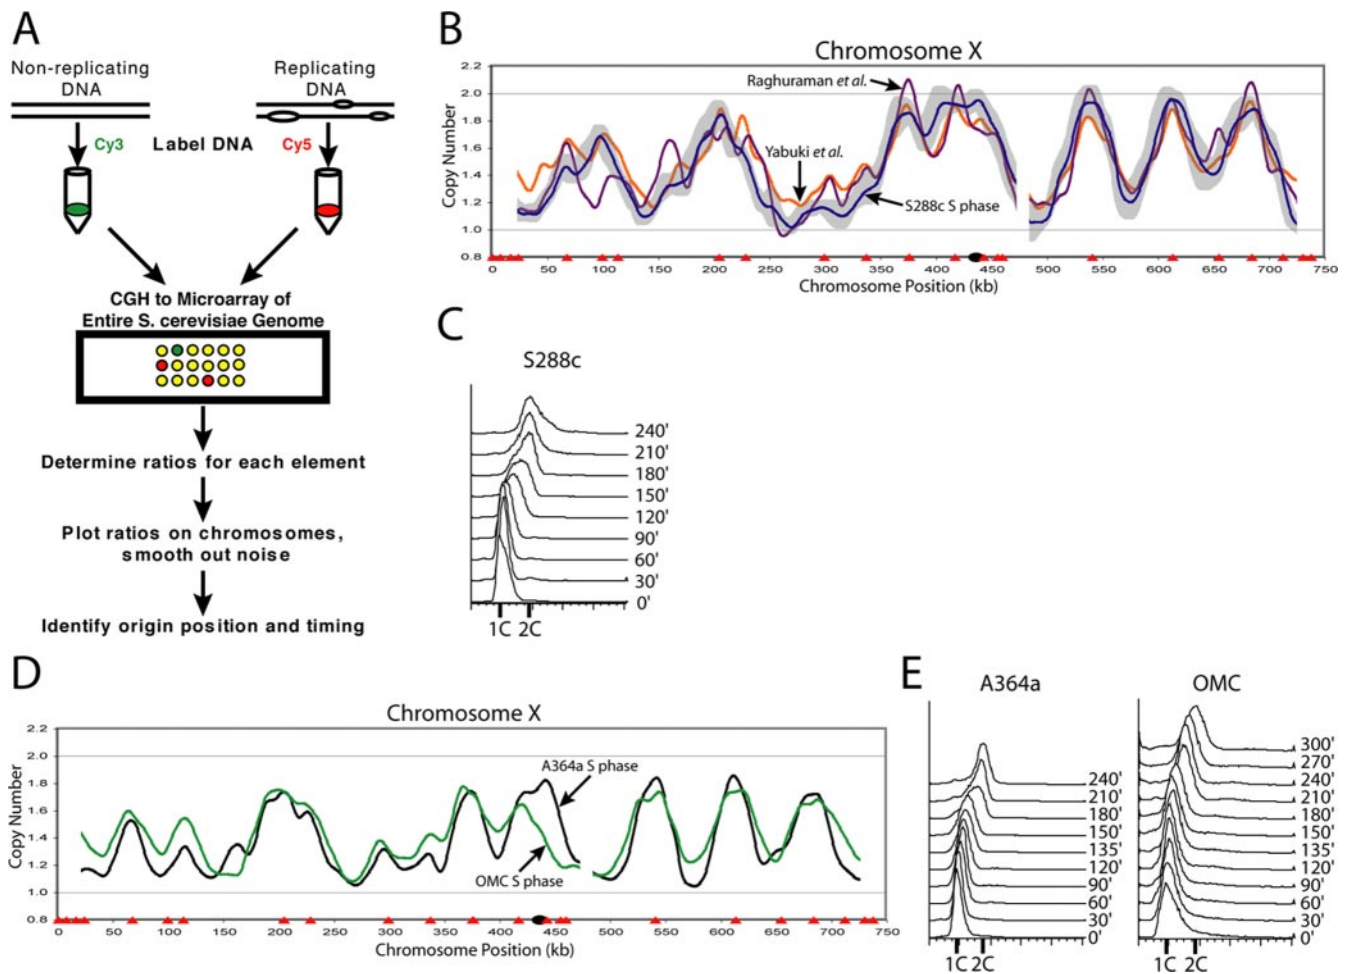 A
Non-replicating
DNA
Replicating
DNA
Cy3
Label DNA
Cy5
CGH to Microarray of
Entire S. cerevisiae Genome
Determine ratios for each element
Plot ratios on chromosomes,
smooth out noise
Identify origin position and timing
B
Chromosome X
Copy Number
2.2
2.0
1.8
1.6
1.4
1.2
1.0
0.8
Raghuraman et al.
Yabuki et al.
S288c S phase
0 50 100 150 200 250 300 350 400 450 500 550 600 650 700 750
Chromosome Position (kb)
C
S288c
240'
210'
180'
150'
120'
90'
60'
30'
0'
1C 2C
D
Chromosome X
Copy Number
2.2
2.0
1.8
1.6
1.4
1.2
1.0
0.8
A364a S phase
OMC S phase
0 50 100 150 200 250 300 350 400 450 500 550 600 650 700 750
Chromosome Position (kb)
E
A364a
240'
210'
180'
150'
135'
120'
90'
60'
30'
0'
1C 2C
OMC
300'
270'
240'
210'
180'
150'
135'
120'
90'
60'
30'
0'
1C 2C